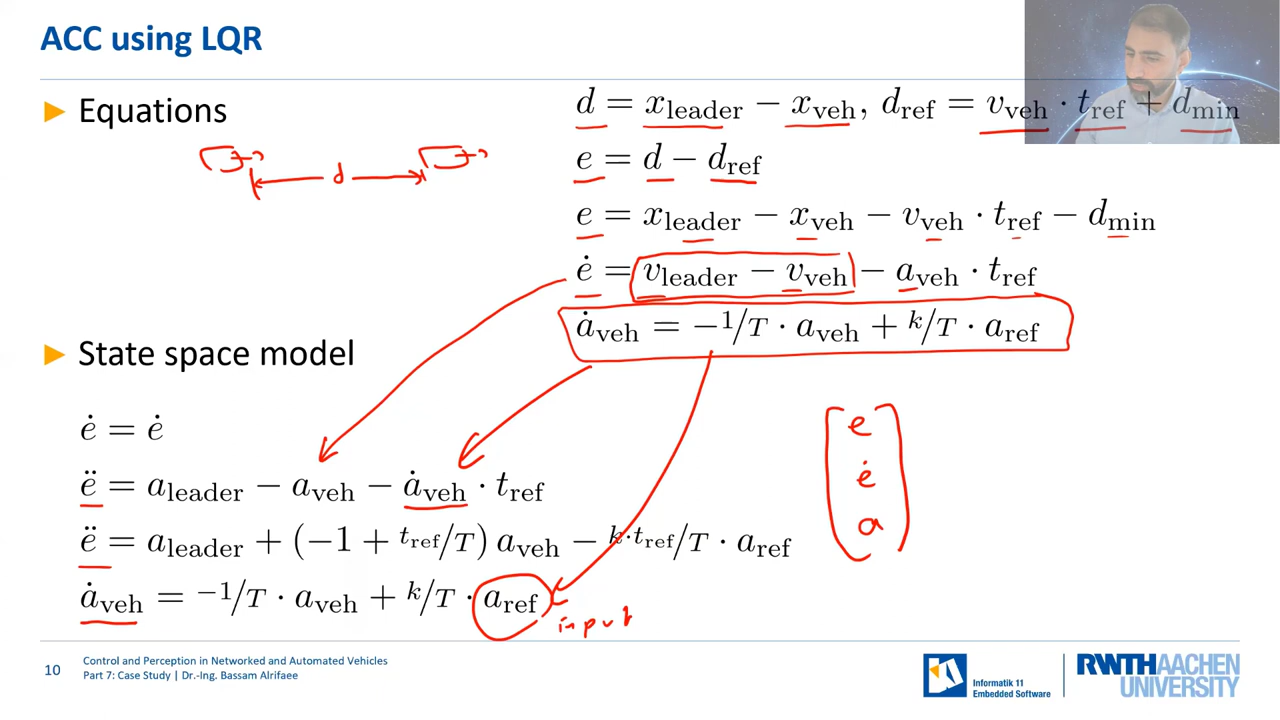 ACC using LQR
► Equations
d = x_leader − x_veh, d_ref = v_veh · t_ref + d_min
d
e = d − d_ref
e = x_leader − x_veh − v_veh · t_ref − d_min
ė = v_leader − v_veh − a_veh · t_ref
ȧ_veh = −1/T · a_veh + k/T · a_ref
► State space model
ė = ė
ë = a_leader − a_veh − ȧ_veh · t_ref
ë = a_leader + (−1 + t_ref/T) a_veh − k·t_ref/T · a_ref
ȧ_veh = −1/T · a_veh + k/T · a_ref
input
e
ė
a
10
Control and Perception in Networked and Automated Vehicles
Part 7: Case Study | Dr.-Ing. Bassam Alrifaee
Informatik 11
Embedded Software
RWTH AACHEN
UNIVERSITY